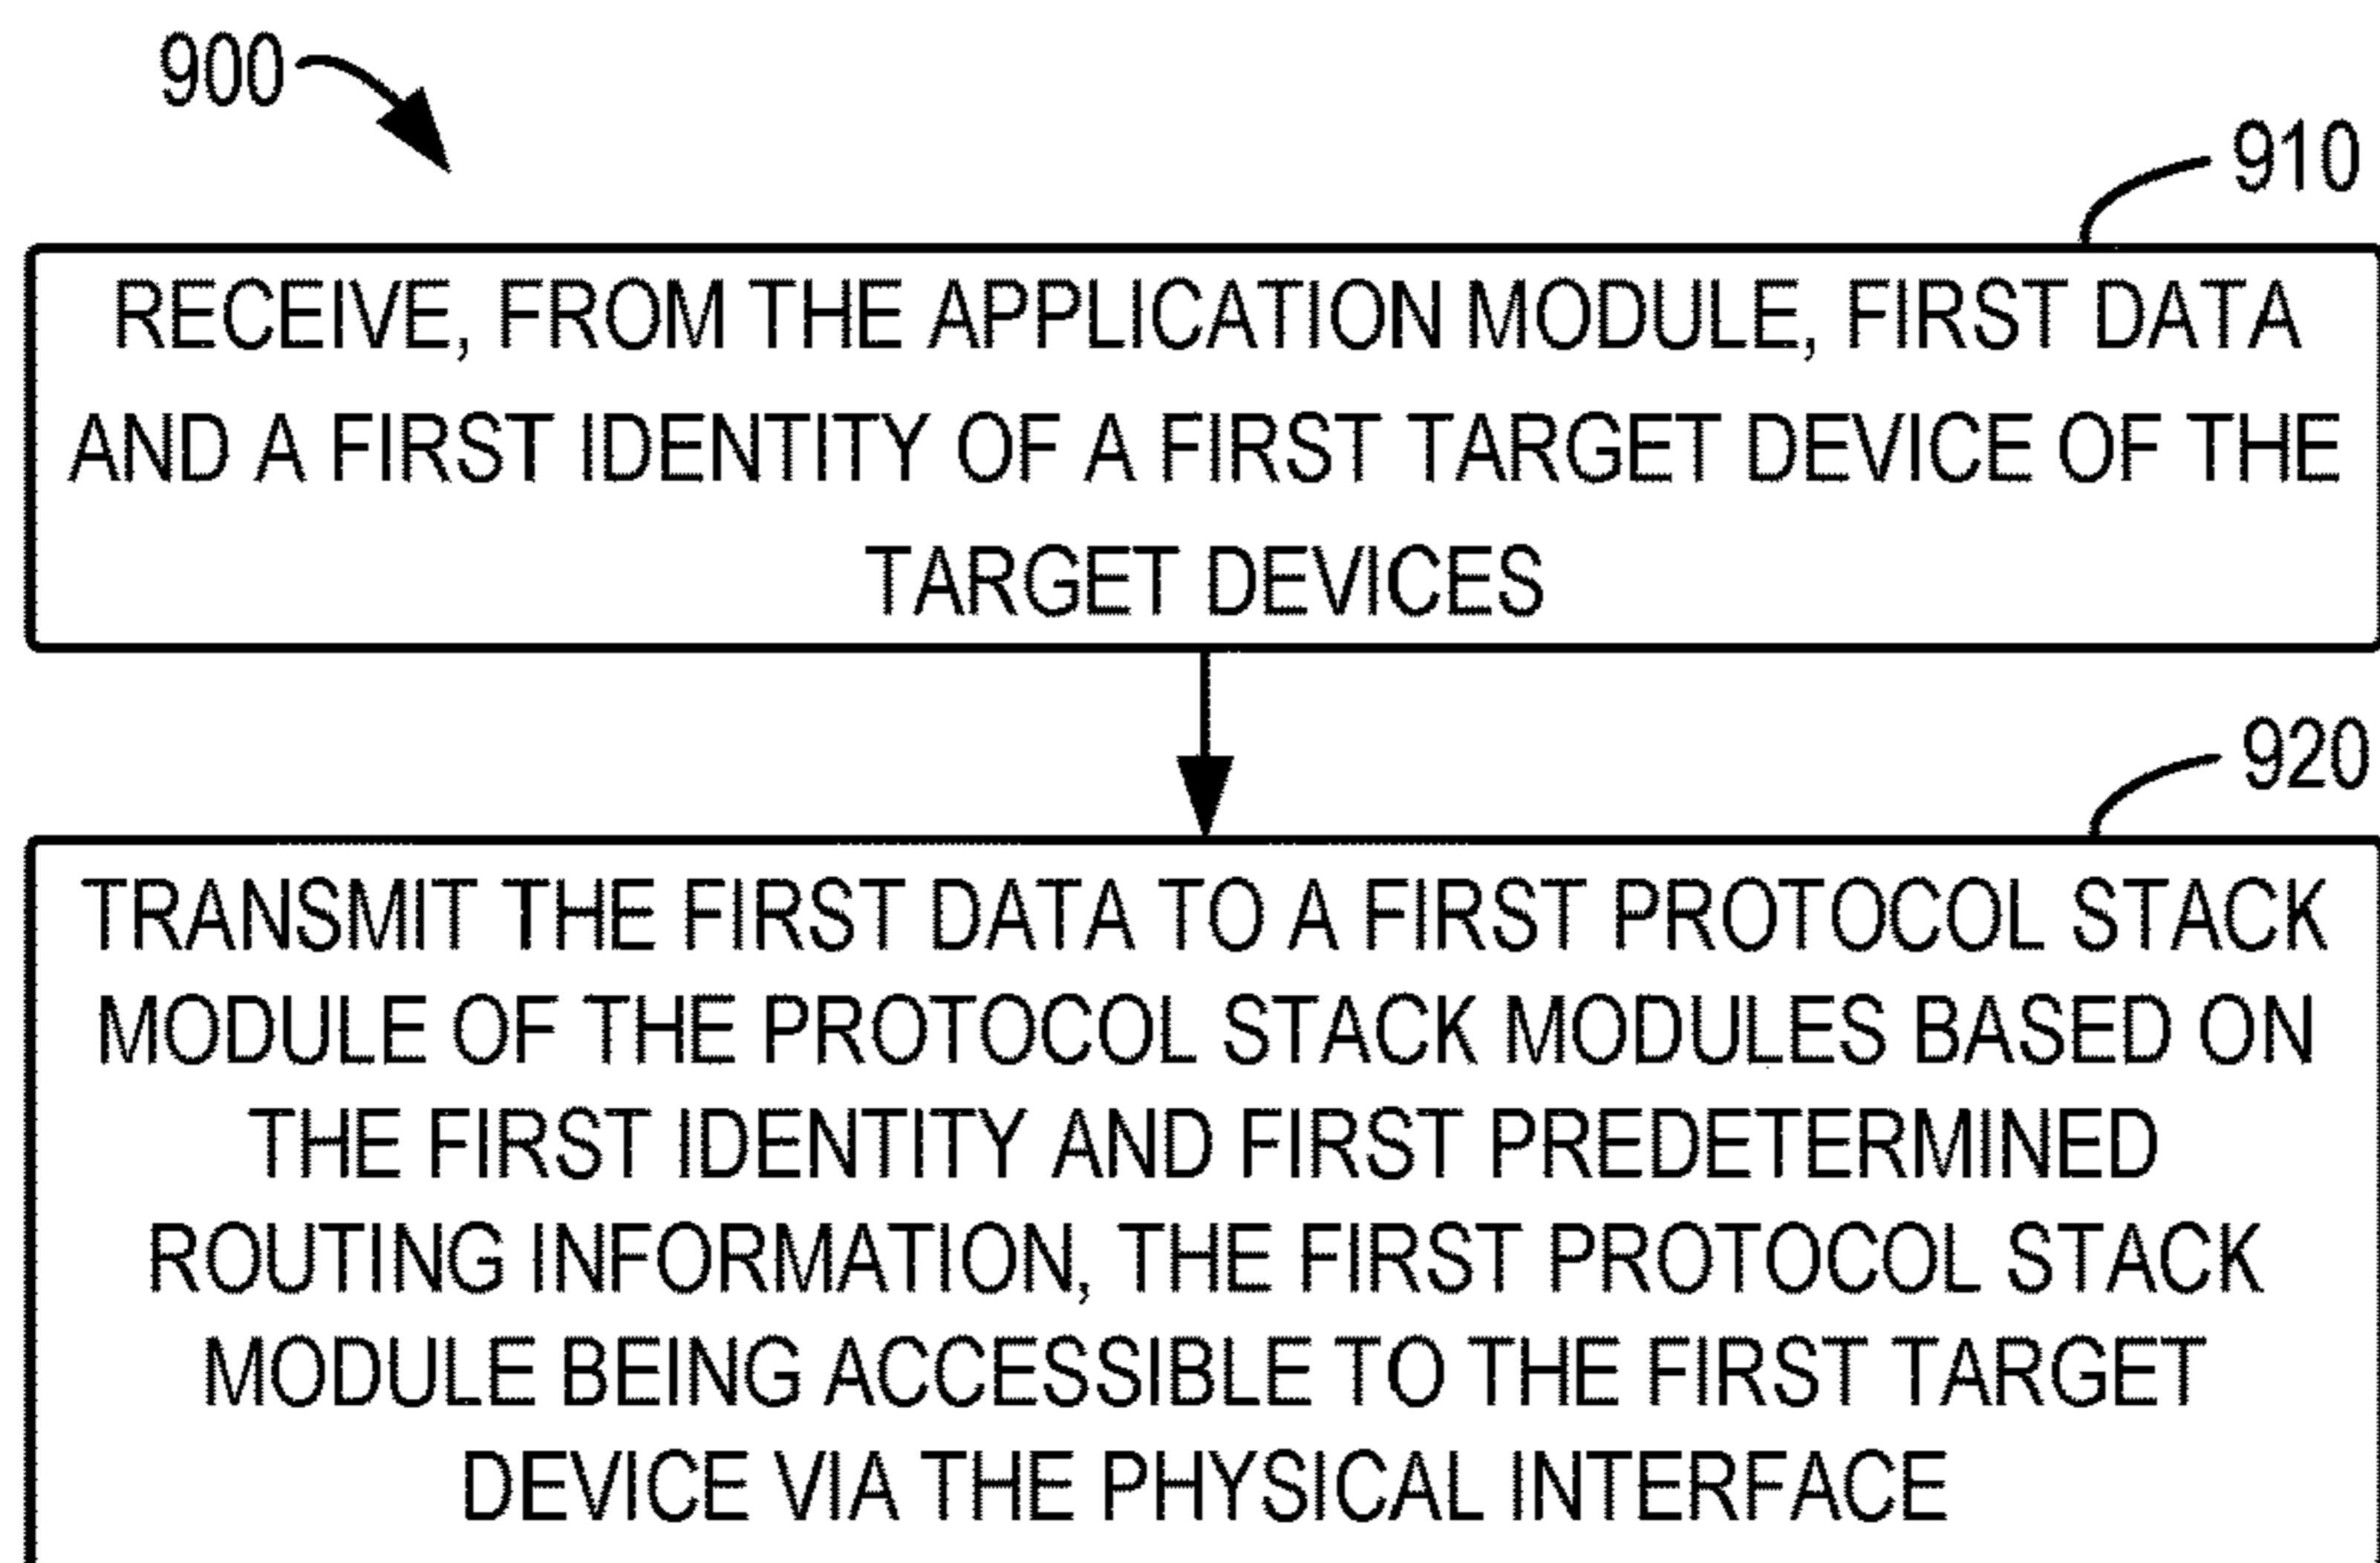 900
910
RECEIVE, FROM THE APPLICATION MODULE, FIRST DATA
AND A FIRST IDENTITY OF A FIRST TARGET DEVICE OF THE
TARGET DEVICES
920
TRANSMIT THE FIRST DATA TO A FIRST PROTOCOL STACK
MODULE OF THE PROTOCOL STACK MODULES BASED ON
THE FIRST IDENTITY AND FIRST PREDETERMINED
ROUTING INFORMATION, THE FIRST PROTOCOL STACK
MODULE BEING ACCESSIBLE TO THE FIRST TARGET
DEVICE VIA THE PHYSICAL INTERFACE